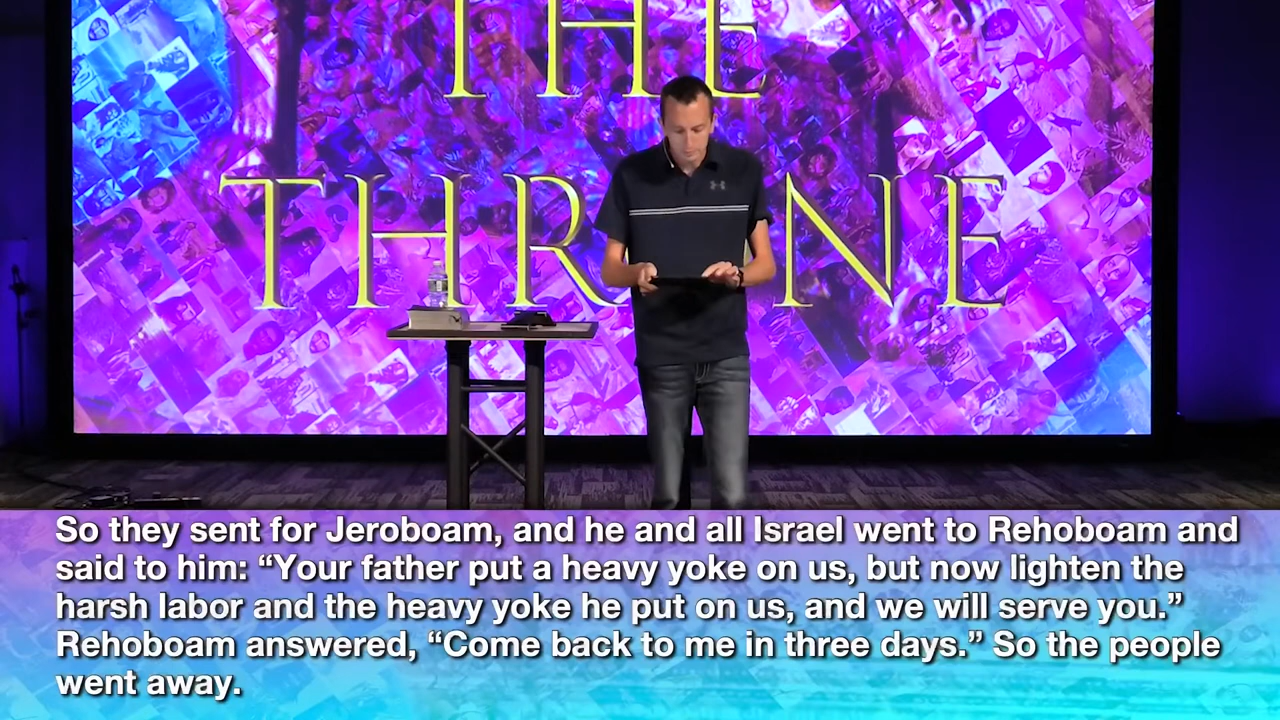 THE
THR NE
So they sent for Jeroboam, and he and all Israel went to Rehoboam and
said to him: “Your father put a heavy yoke on us, but now lighten the
harsh labor and the heavy yoke he put on us, and we will serve you.”
Rehoboam answered, “Come back to me in three days.” So the people
went away.